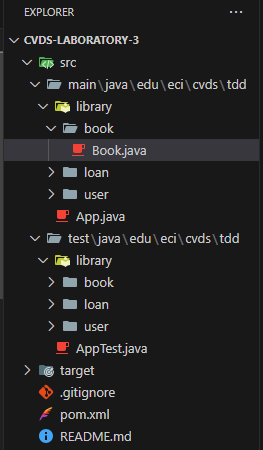 EXPLORER
CVDS-LABORATORY-3
src
main\java\edu\eci\cvds\tdd
library
book
Book.java
loan
user
App.java
test\java\edu\eci\cvds\tdd
library
book
loan
user
AppTest.java
target
.gitignore
pom.xml
README.md